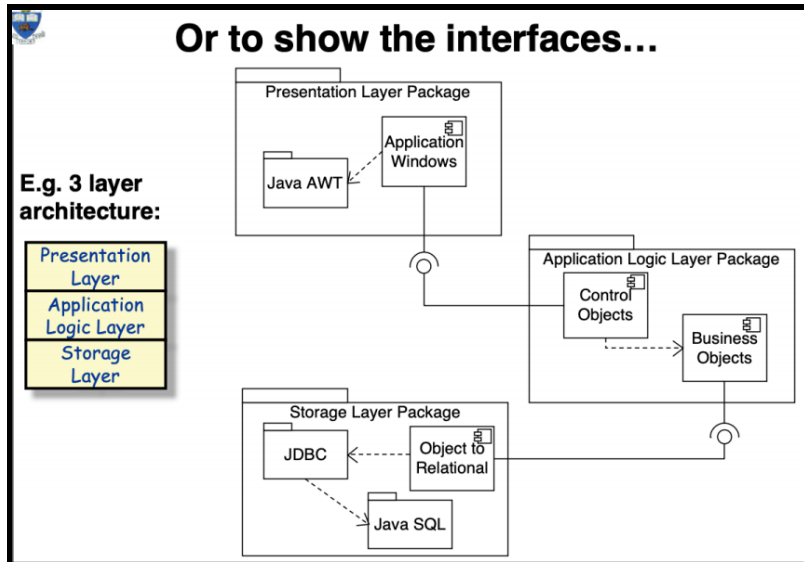 Or to show the interfaces...
E.g. 3 layer
architecture:
Presentation
Layer
Application
Logic Layer
Storage
Layer
Presentation Layer Package
Java AWT
Application
Windows
Application Logic Layer Package
Control
Objects
Business
Objects
Storage Layer Package
JDBC
Object to
Relational
Java SQL